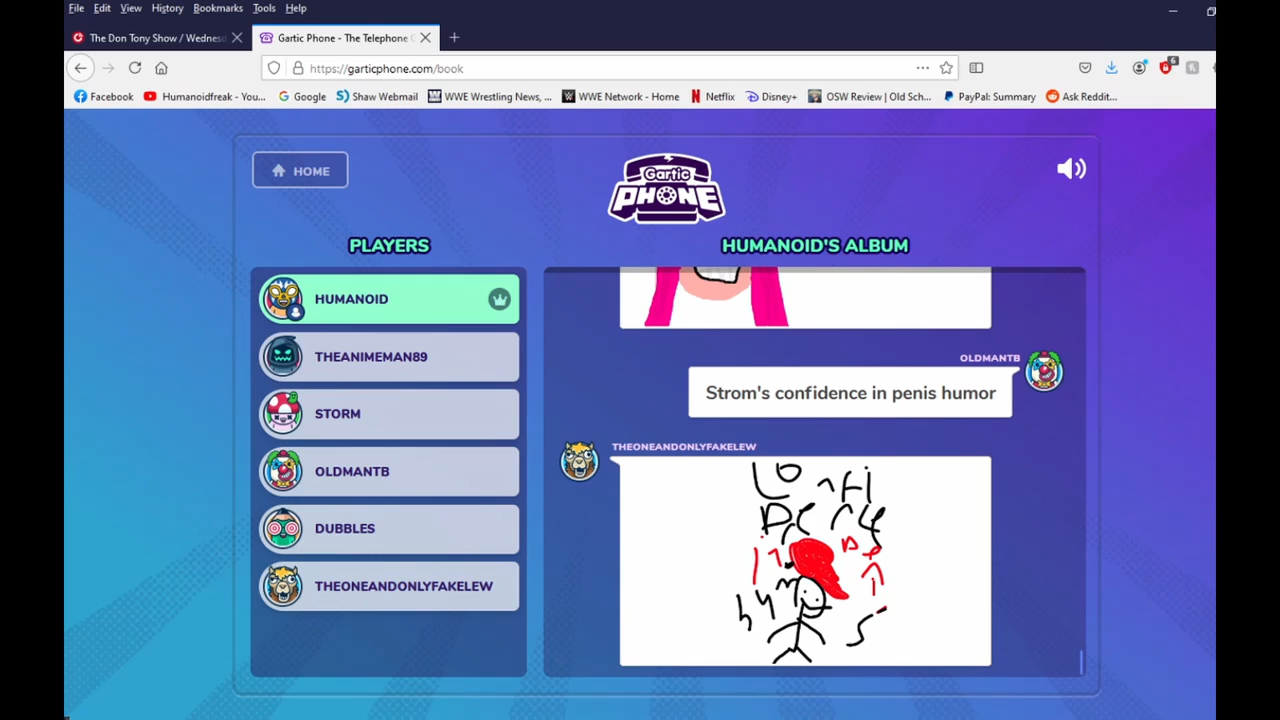 File Edit View History Bookmarks Tools Help
The Don Tony Show / Wednesd
Gartic Phone - The Telephone G
https://garticphone.com/book
6
Facebook
Humanoidfreak - You...
Google
Shaw Webmail
WWE Wrestling News, ...
WWE Network - Home
Netflix
Disney+
OSW Review | Old Sch...
PayPal: Summary
Ask Reddit...
HOME
Gartic
PHONE
PLAYERS
HUMANOID'S ALBUM
HUMANOID
THEANIMEMAN89
STORM
OLDMANTB
DUBBLES
THEONEANDONLYFAKELEW
OLDMANTB
Strom's confidence in penis humor
THEONEANDONLYFAKELEW